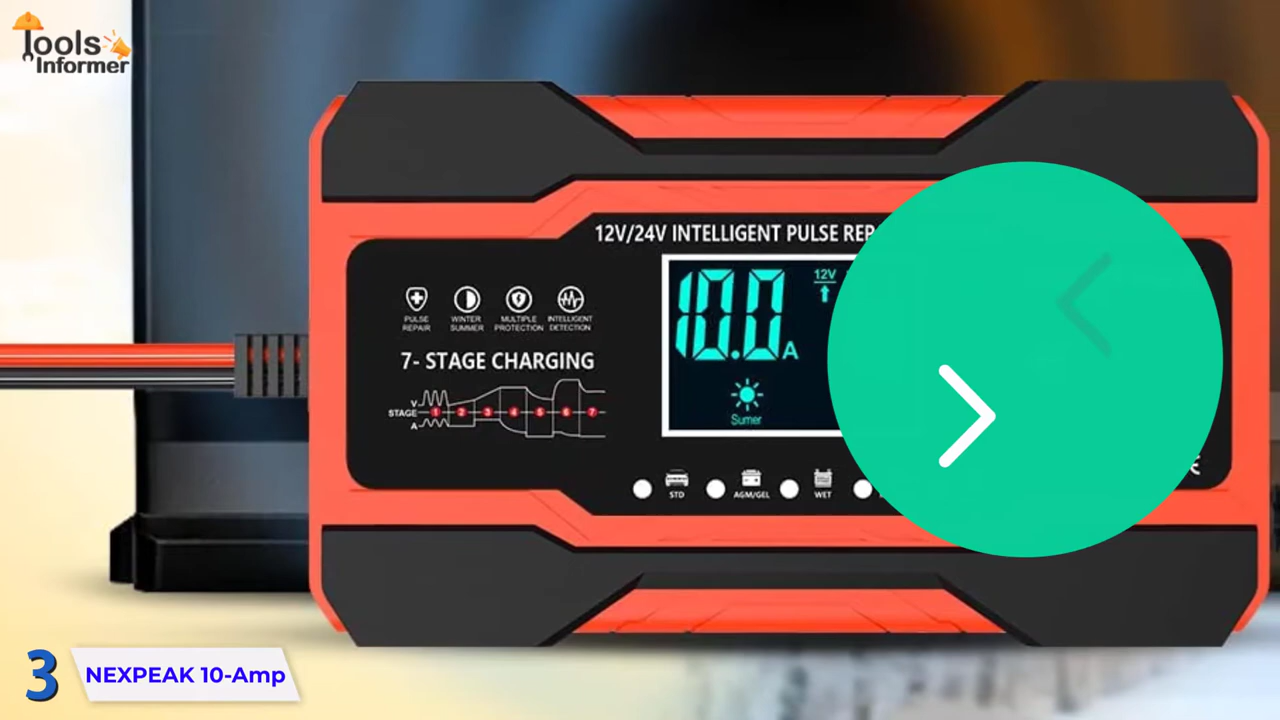 Tools
Informer
12V/24V INTELLIGENT PULSE REP
10.0 A
12V
PULSE
REPAIR
WINTER
SUMMER
MULTIPLE
PROTECTION
INTELLIGENT
DETECTION
7- STAGE CHARGING
V
STAGE 1 2 3 4 5 6 7
A
Sumer
STD
AGM/GEL
WET
3
NEXPEAK 10-Amp